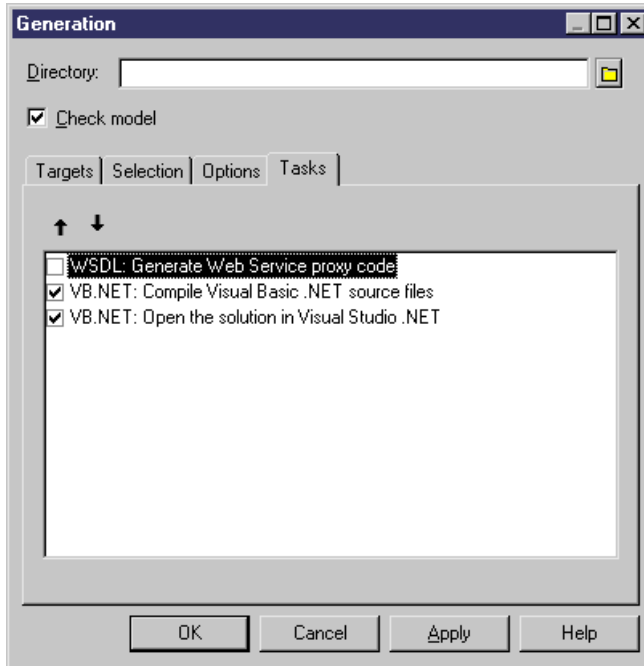 Generation
Directory:
Check model
Targets Selection Options Tasks
WSDL: Generate Web Service proxy code
VB.NET: Compile Visual Basic .NET source files
VB.NET: Open the solution in Visual Studio .NET
OK Cancel Apply Help